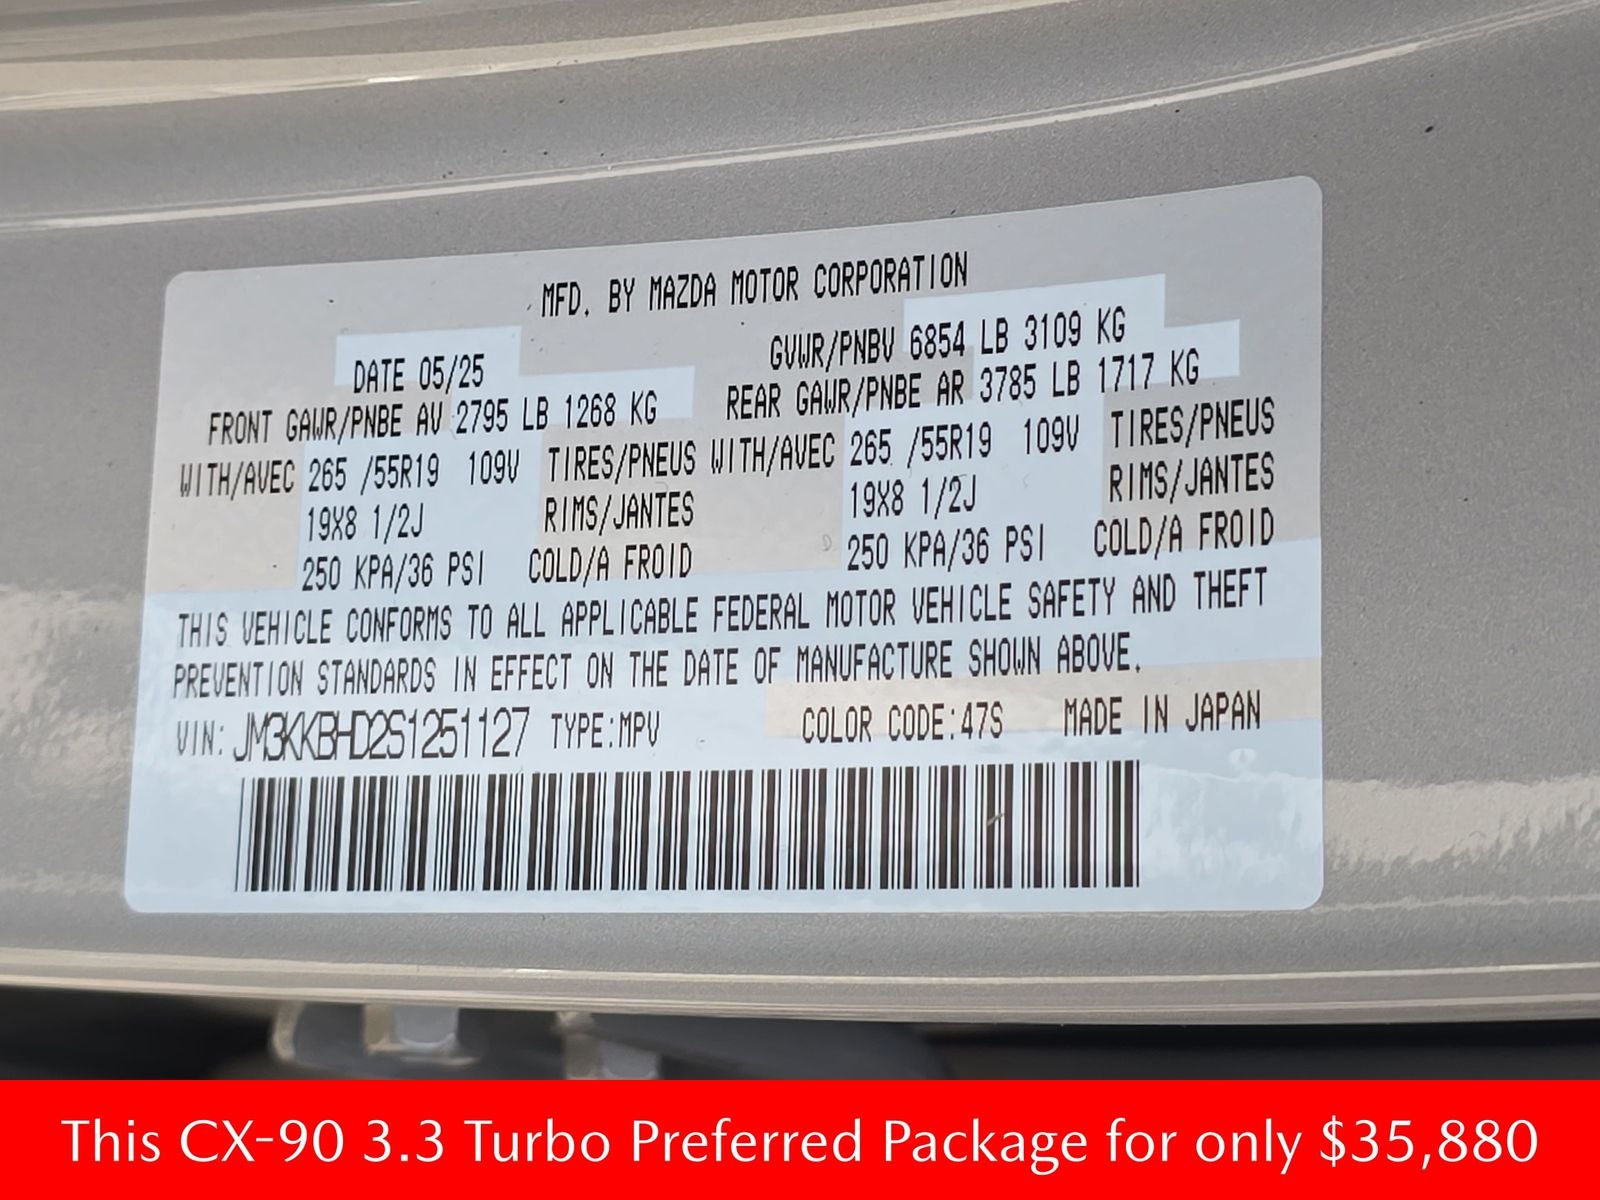 MFD. BY MAZDA MOTOR CORPORATION
DATE 05/25 GVWR/PNBV 6854 LB 3109 KG
FRONT GAWR/PNBE AV 2795 LB 1268 KG REAR GAWR/PNBE AR 3785 LB 1717 KG
WITH/AVEC 265 /55R19 109V TIRES/PNEUS WITH/AVEC 265 /55R19 109V TIRES/PNEUS
19X8 1/2J RIMS/JANTES 19X8 1/2J RIMS/JANTES
250 KPA/36 PSI COLD/A FROID 250 KPA/36 PSI COLD/A FROID
THIS VEHICLE CONFORMS TO ALL APPLICABLE FEDERAL MOTOR VEHICLE SAFETY AND THEFT
PREVENTION STANDARDS IN EFFECT ON THE DATE OF MANUFACTURE SHOWN ABOVE.
VIN: JM3KKBHD2S1251127 TYPE:MPV COLOR CODE:47S MADE IN JAPAN
This CX-90 3.3 Turbo Preferred Package for only $35,880